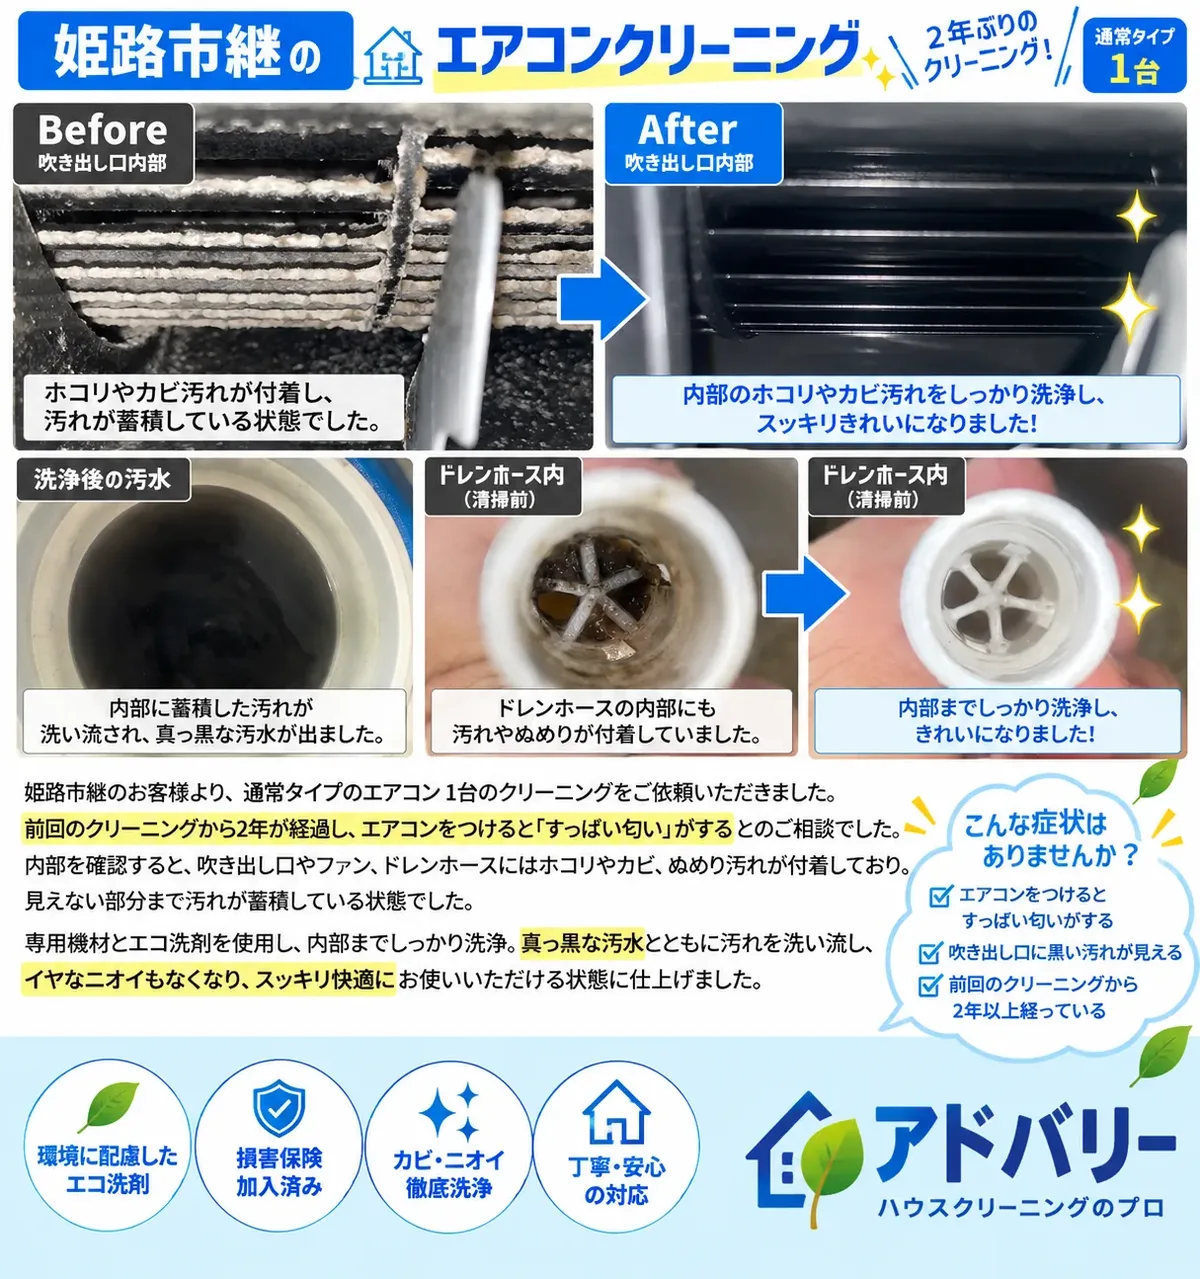 姫路市継の
エアコンクリーニング
2年ぶりの
クリーニング!
通常タイプ
1台
Before
吹き出し口内部
After
吹き出し口内部
ホコリやカビ汚れが付着し、
汚れが蓄積している状態でした。
内部のホコリやカビ汚れをしっかり洗浄し、
スッキリきれいになりました!
洗浄後の汚水
ドレンホース内
(清掃前)
ドレンホース内
(清掃前)
内部に蓄積した汚れが
洗い流され、真っ黒な汚水が出ました。
ドレンホースの内部にも
汚れやぬめりが付着していました。
内部までしっかり洗浄し、
きれいになりました!
姫路市継のお客様より、通常タイプのエアコン 1台のクリーニングをご依頼いただきました。
前回のクリーニングから2年が経過し、エアコンをつけると「すっぱい匂い」がする とのご相談でした。
内部を確認すると、吹き出し口やファン、ドレンホースにはホコリやカビ、ぬめり汚れが付着しており。
見えない部分まで汚れが蓄積している状態でした。
専用機材とエコ洗剤を使用し、内部までしっかり洗浄。真っ黒な汚水とともに汚れを洗い流し、
イヤなニオイもなくなり、スッキリ快適に お使いいただける状態に仕上げました。
こんな症状は
ありませんか?
エアコンをつけると
すっぱい匂いがする
吹き出し口に黒い汚れが見える
前回のクリーニングから
2年以上経っている
環境に配慮した
エコ洗剤
損害保険
加入済み
カビ・ニオイ
徹底洗浄
丁寧・安心
の対応
アドバリー
ハウスクリーニングのプロ